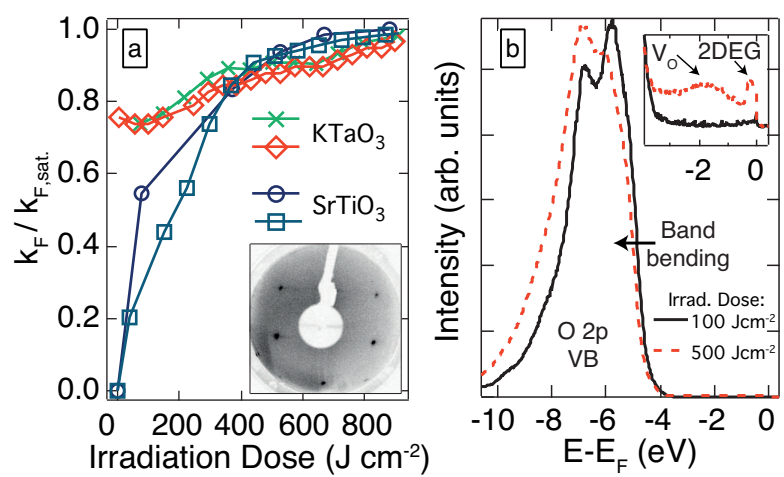 a
1.0
0.8
0.6
0.4
0.2
0.0
k_F / k_F,sat.
KTaO₃
SrTiO₃
0 200 400 600 800
Irradiation Dose (J cm⁻²)
b
Intensity (arb. units)
V_O 2DEG
-2 0
Band
bending
Irrad. Dose:
100 Jcm⁻²
500 Jcm⁻²
O 2p
VB
-10 -8 -6 -4 -2 0
E-E_F (eV)